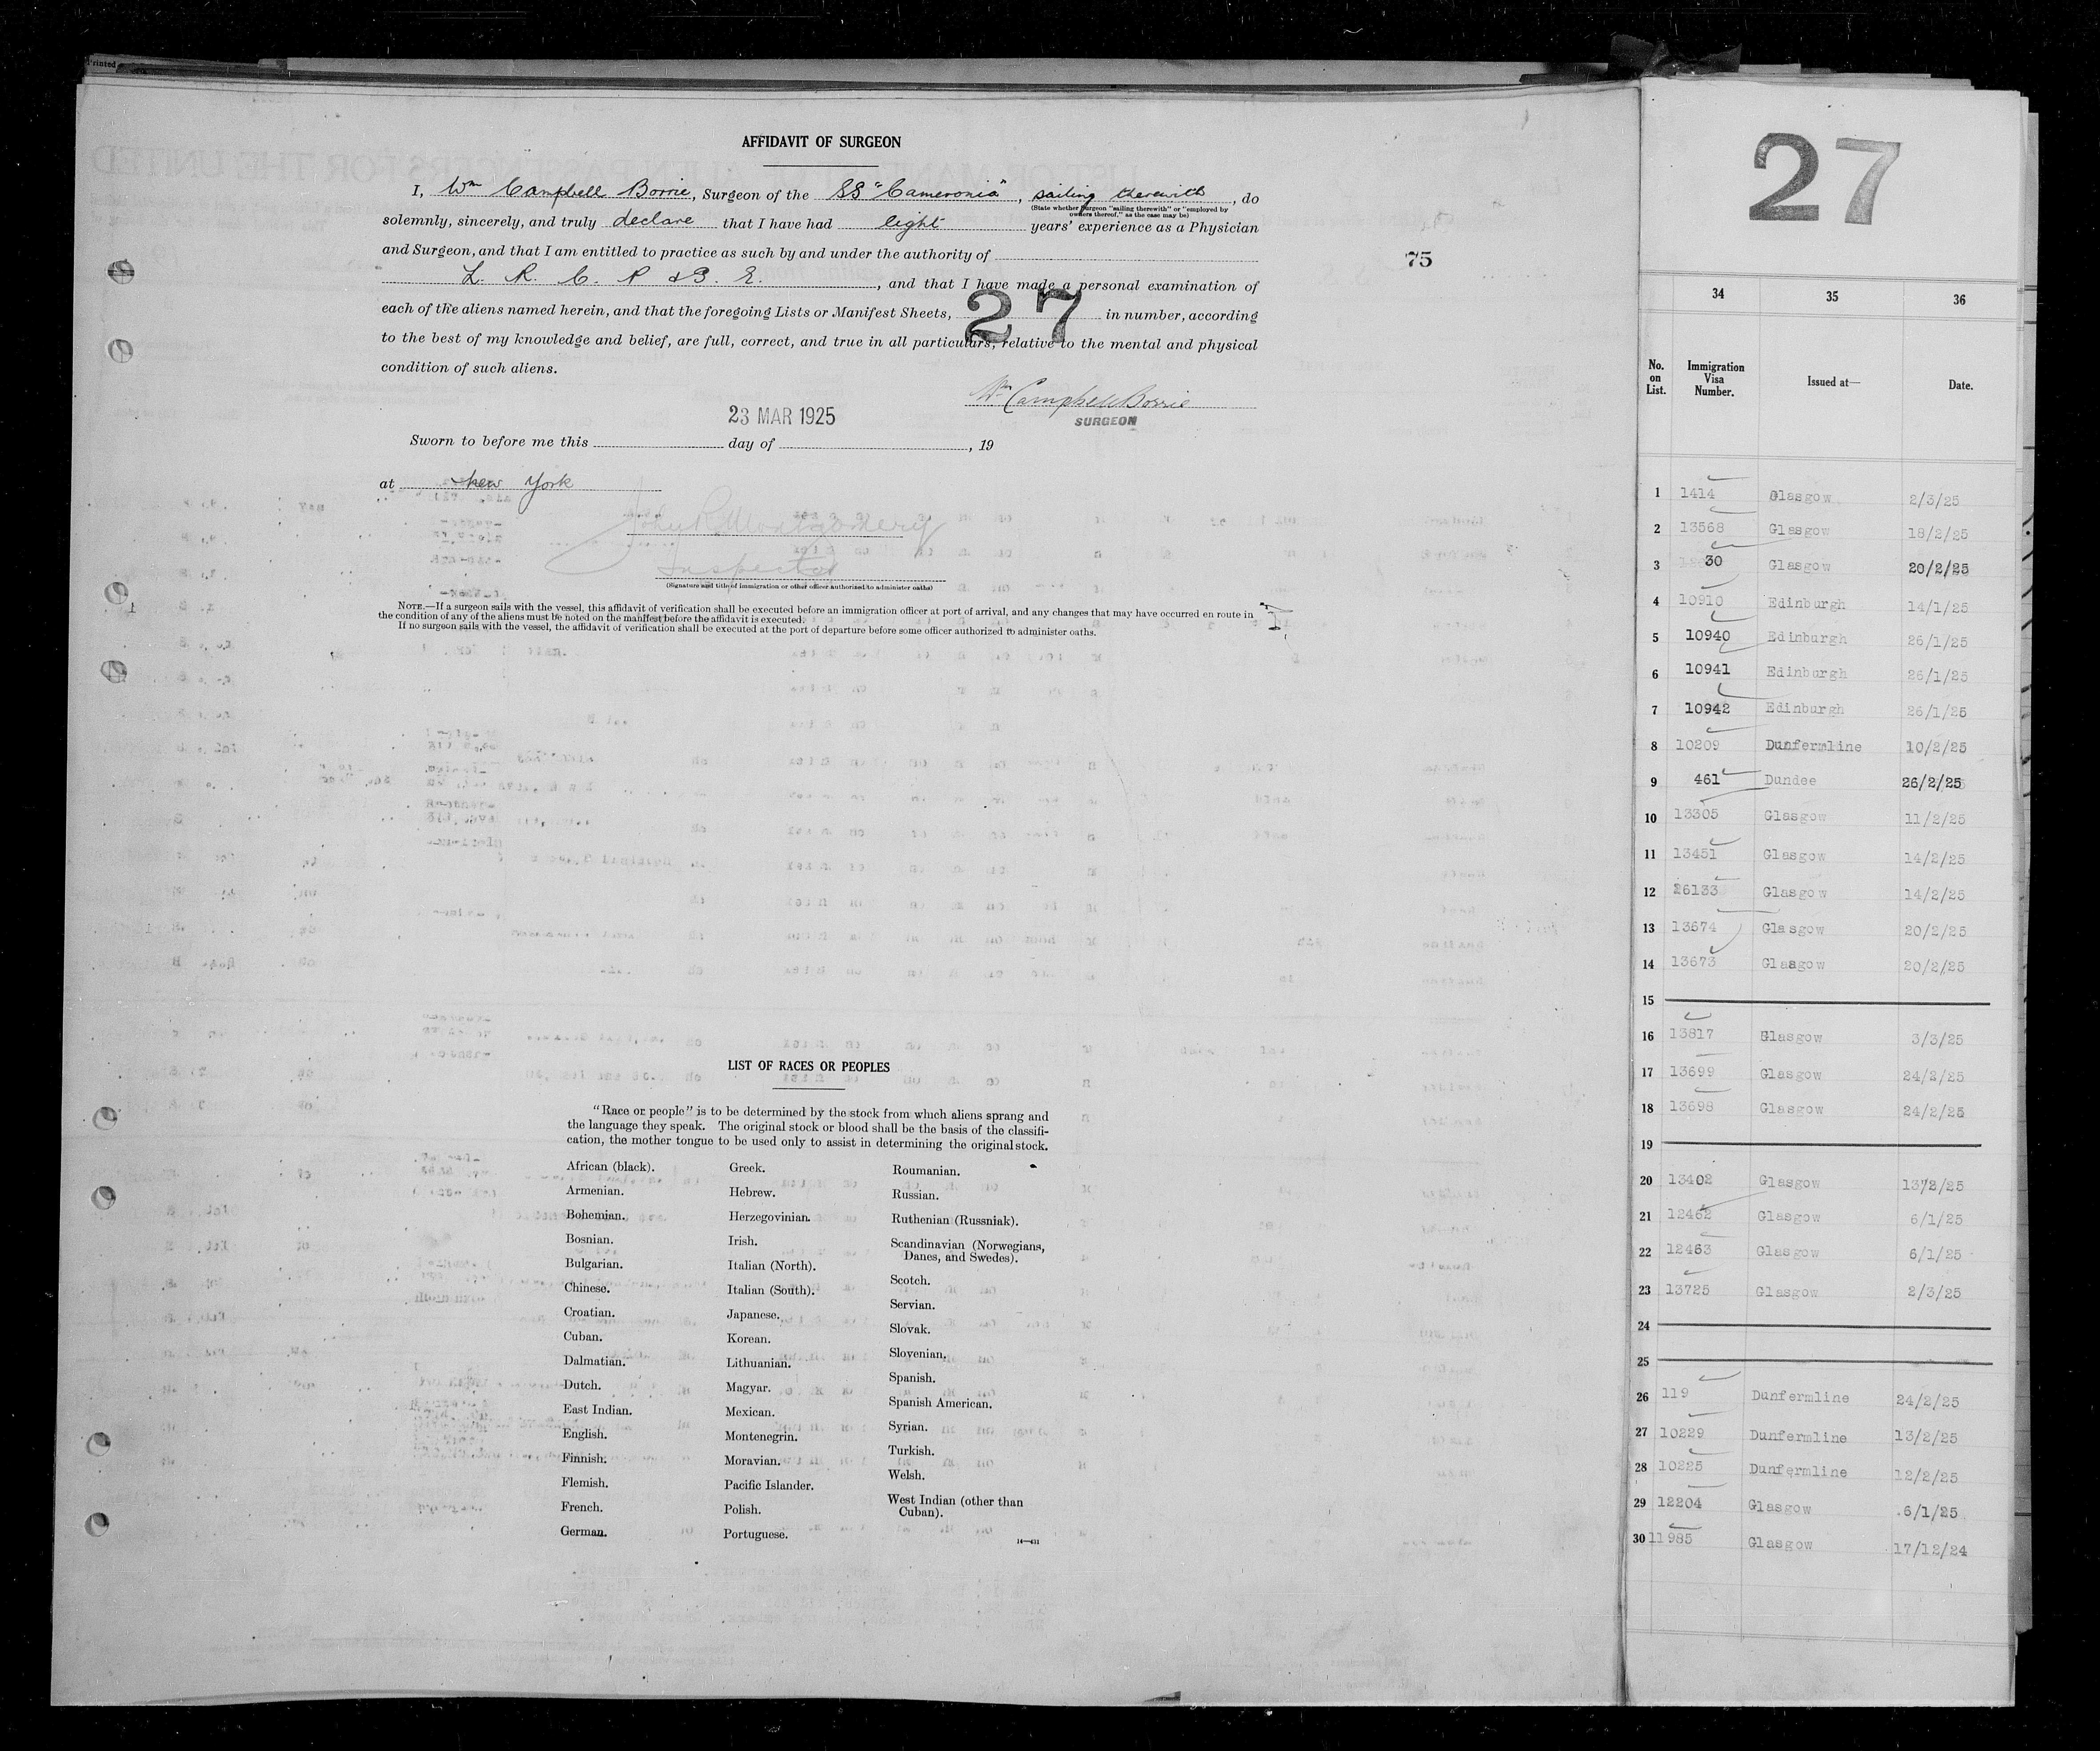 Printed
AFFIDAVIT OF SURGEON
I, Wm Campbell Borrie, Surgeon of the SS "Cameronia", sailing therewith, do
(State whether Surgeon "sailing therewith" or "employed by
owners thereof," as the case may be)
solemnly, sincerely, and truly declare that I have had eight years' experience as a Physician
and Surgeon, and that I am entitled to practice as such by and under the authority of
L. R. C. P. & S. E., and that I have made a personal examination of
each of the aliens named herein, and that the foregoing Lists or Manifest Sheets, 27 in number, according
to the best of my knowledge and belief, are full, correct, and true in all particulars, relative to the mental and physical
condition of such aliens.
75
Wm Campbell Borrie
SURGEON
23 MAR 1925
Sworn to before me this day of , 19
at New York
John R Montgomery
Inspector
(Signature and title of immigration or other officer authorized to administer oaths)
NOTE.—If a surgeon sails with the vessel, this affidavit of verification shall be executed before an immigration officer at port of arrival, and any changes that may have occurred en route in
the condition of any of the aliens must be noted on the manifest before the affidavit is executed.
If no surgeon sails with the vessel, the affidavit of verification shall be executed at the port of departure before some officer authorized to administer oaths.
LIST OF RACES OR PEOPLES
"Race or people" is to be determined by the stock from which aliens sprang and
the language they speak. The original stock or blood shall be the basis of the classifi-
cation, the mother tongue to be used only to assist in determining the original stock.
African (black).
Armenian.
Bohemian.
Bosnian.
Bulgarian.
Chinese.
Croatian.
Cuban.
Dalmatian.
Dutch.
East Indian.
English.
Finnish.
Flemish.
French.
German.
Greek.
Hebrew.
Herzegovinian.
Irish.
Italian (North).
Italian (South).
Japanese.
Korean.
Lithuanian.
Magyar.
Mexican.
Montenegrin.
Moravian.
Pacific Islander.
Polish.
Portuguese.
Roumanian.
Russian.
Ruthenian (Russniak).
Scandinavian (Norwegians,
Danes, and Swedes).
Scotch.
Servian.
Slovak.
Slovenian.
Spanish.
Spanish American.
Syrian.
Turkish.
Welsh.
West Indian (other than
Cuban).
27
34 35 36
No. on List. Immigration Visa Number. Issued at— Date.
1 1414 Glasgow 2/3/25
2 13568 Glasgow 18/2/25
3 30 Glasgow 20/2/25
4 10910 Edinburgh 14/1/25
5 10940 Edinburgh 26/1/25
6 10941 Edinburgh 26/1/25
7 10942 Edinburgh 26/1/25
8 10209 Dunfermline 10/2/25
9 461 Dundee 26/2/25
10 13305 Glasgow 11/2/25
11 13451 Glasgow 14/2/25
12 26133 Glasgow 14/2/25
13 13674 Glasgow 20/2/25
14 13673 Glasgow 20/2/25
15
16 13817 Glasgow 3/3/25
17 13699 Glasgow 24/2/25
18 13698 Glasgow 24/2/25
19
20 13402 Glasgow 13/2/25
21 12462 Glasgow 6/1/25
22 12463 Glasgow 6/1/25
23 13725 Glasgow 2/3/25
24
25
26 119 Dunfermline 24/2/25
27 10229 Dunfermline 13/2/25
28 10225 Dunfermline 12/2/25
29 12204 Glasgow 6/1/25
30 11985 Glasgow 17/12/24